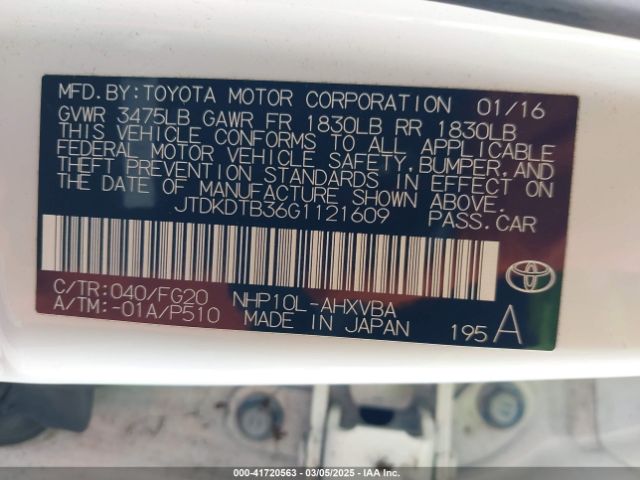 MFD.BY:TOYOTA MOTOR CORPORATION 01/16
GVWR 3475LB GAWR FR 1830LB RR 1830LB
THIS VEHICLE CONFORMS TO ALL APPLICABLE
FEDERAL MOTOR VEHICLE SAFETY,BUMPER,AND
THEFT PREVENTION STANDARDS IN EFFECT ON
THE DATE OF MANUFACTURE SHOWN ABOVE.
JTDKDTB36G1121609 PASS.CAR
C/TR:040/FG20 NHP10L-AHXVBA
A/TM:-01A/P510 MADE IN JAPAN 195 A
000-41720563 — 03/05/2025 — IAAI.COM